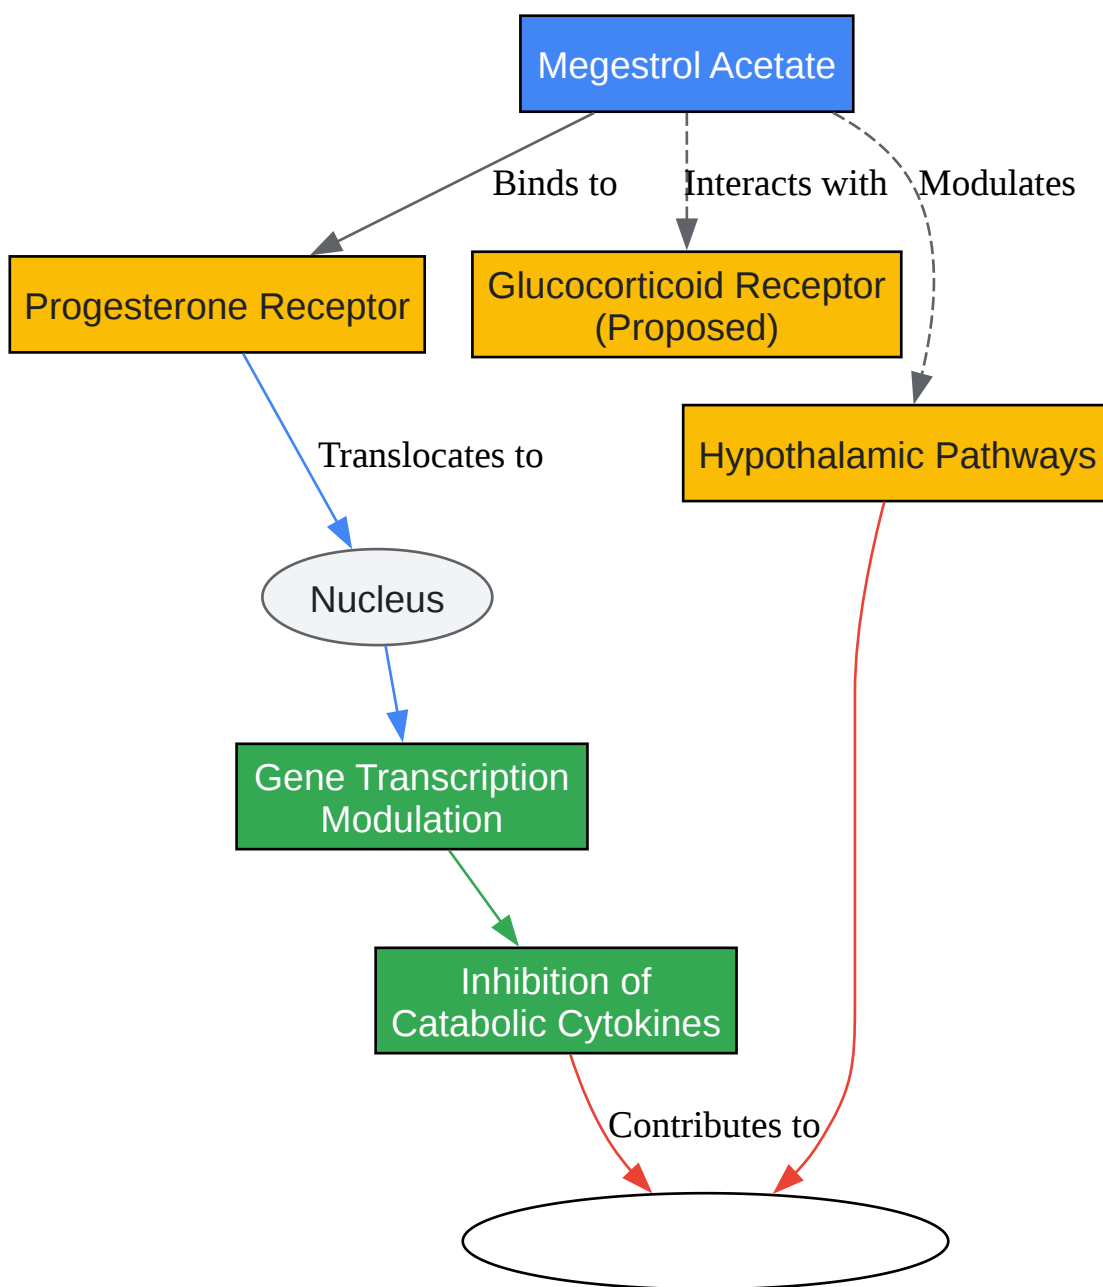 Megestrol Acetate
Binds to
Interacts with
Modulates
Progesterone Receptor
Glucocorticoid Receptor
(Proposed)
Hypothalamic Pathways
Translocates to
Nucleus
Gene Transcription
Modulation
Inhibition of
Catabolic Cytokines
Contributes to